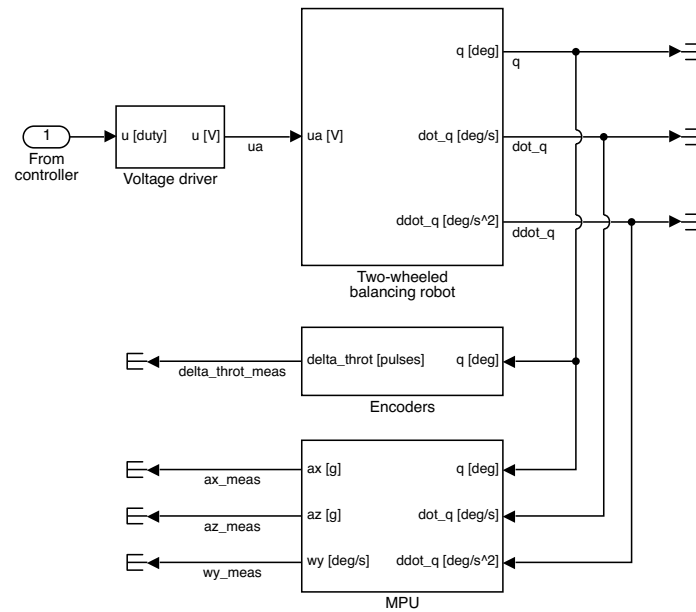 q [deg]
q
1
From
controller
u [duty]
u [V]
Voltage driver
ua
ua [V]
dot_q [deg/s]
dot_q
ddot_q [deg/s^2]
ddot_q
Two-wheeled
balancing robot
delta_throt [pulses]
q [deg]
delta_throt_meas
Encoders
ax [g]
q [deg]
ax_meas
az [g]
dot_q [deg/s]
az_meas
wy [deg/s]
ddot_q [deg/s^2]
wy_meas
MPU